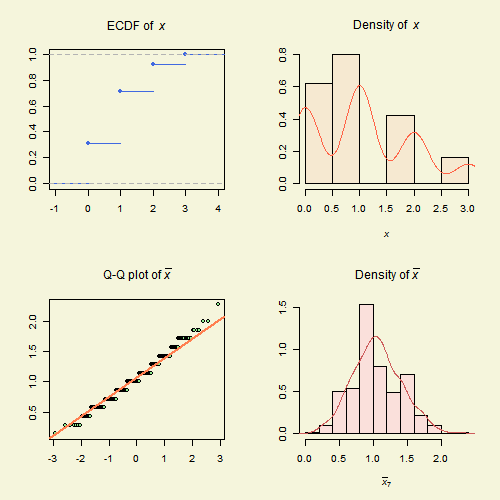 ECDF of x
Density of x
0.0 0.2 0.4 0.6 0.8 1.0
-1 0 1 2 3 4
0.0 0.2 0.4 0.6 0.8
0.0 0.5 1.0 1.5 2.0 2.5 3.0
x
Q-Q plot of x̅
Density of x̅
0.5 1.0 1.5 2.0
-3 -2 -1 0 1 2 3
0.0 0.5 1.0 1.5
0.0 0.5 1.0 1.5 2.0
x̅₇